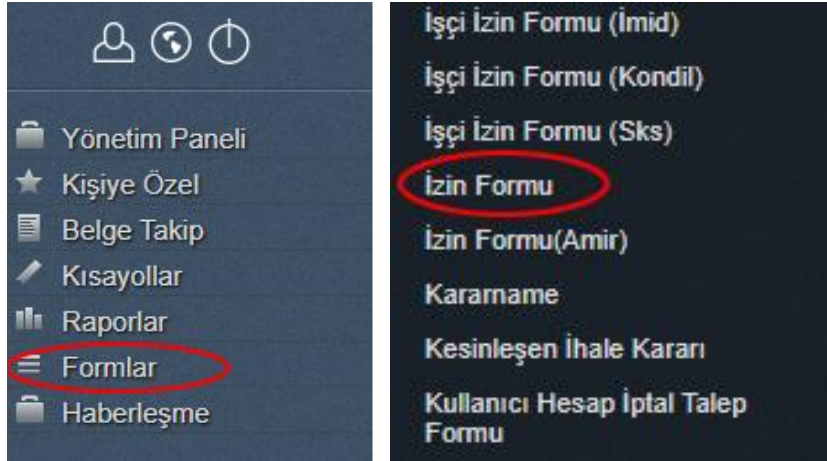 Yönetim Paneli
Kişiye Özel
Belge Takip
Kısayollar
Raporlar
Formlar
Haberleşme
İşçi İzin Formu (İmid)
İşçi İzin Formu (Kondil)
İşçi İzin Formu (Sks)
İzin Formu
İzin Formu(Amir)
Kararname
Kesinleşen İhale Kararı
Kullanıcı Hesap İptal Talep
Formu